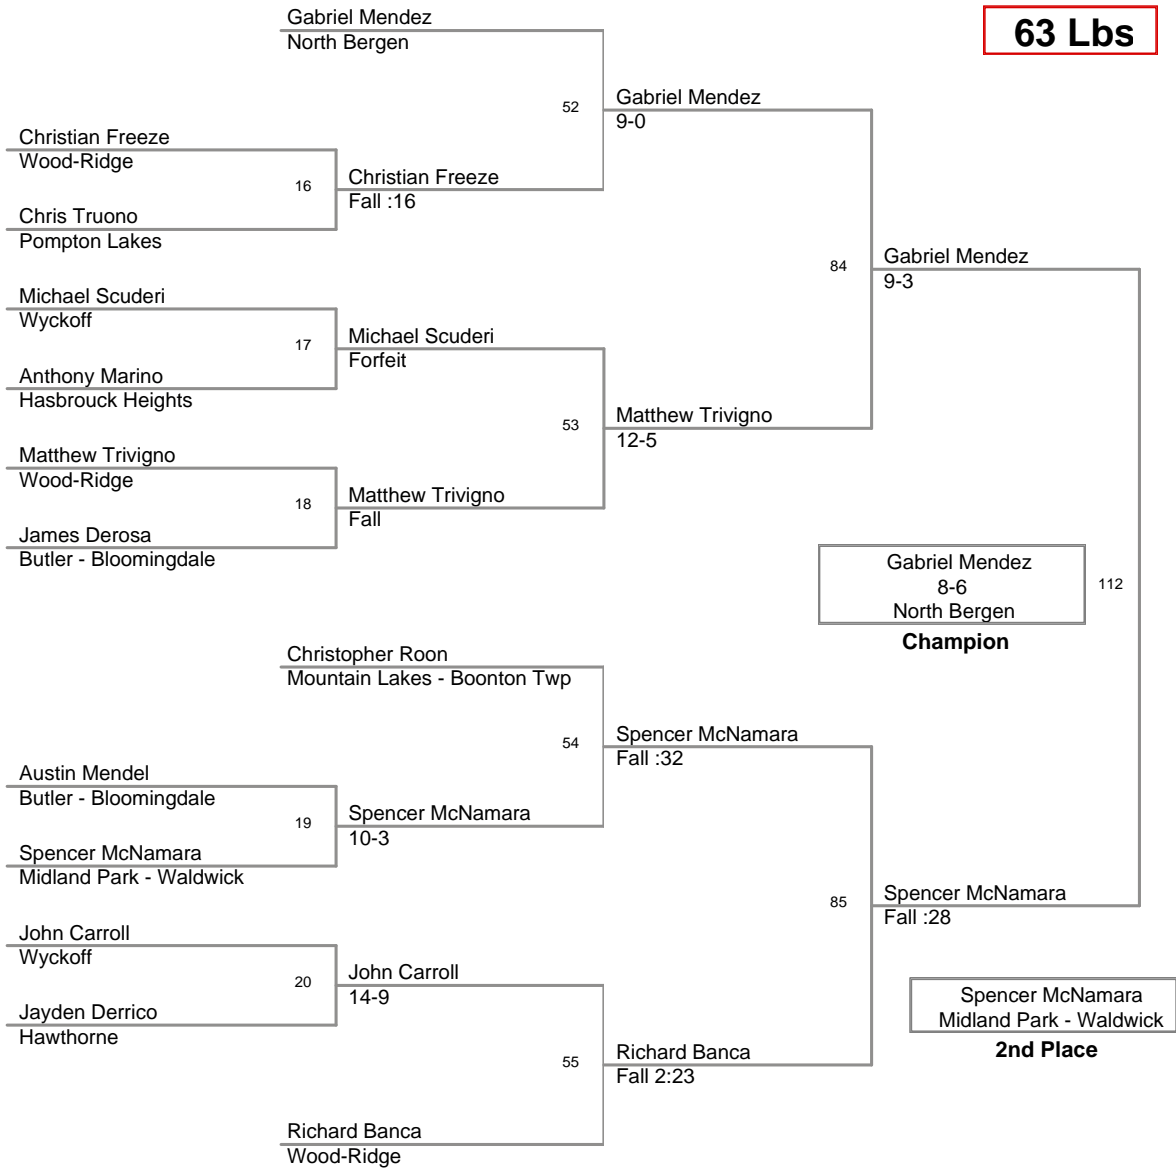 Gabriel Mendez
North Bergen
63 Lbs
52
Gabriel Mendez
9-0
Christian Freeze
Wood-Ridge
16
Christian Freeze
Fall :16
Chris Truono
Pompton Lakes
84
Gabriel Mendez
9-3
Michael Scuderi
Wyckoff
17
Michael Scuderi
Forfeit
Anthony Marino
Hasbrouck Heights
53
Matthew Trivigno
12-5
Matthew Trivigno
Wood-Ridge
18
Matthew Trivigno
Fall
James Derosa
Butler - Bloomingdale
Gabriel Mendez
8-6
North Bergen
112
Champion
Christopher Roon
Mountain Lakes - Boonton Twp
54
Spencer McNamara
Fall :32
Austin Mendel
Butler - Bloomingdale
19
Spencer McNamara
10-3
Spencer McNamara
Midland Park - Waldwick
85
Spencer McNamara
Fall :28
John Carroll
Wyckoff
20
John Carroll
14-9
Jayden Derrico
Hawthorne
Spencer McNamara
Midland Park - Waldwick
2nd Place
55
Richard Banca
Fall 2:23
Richard Banca
Wood-Ridge